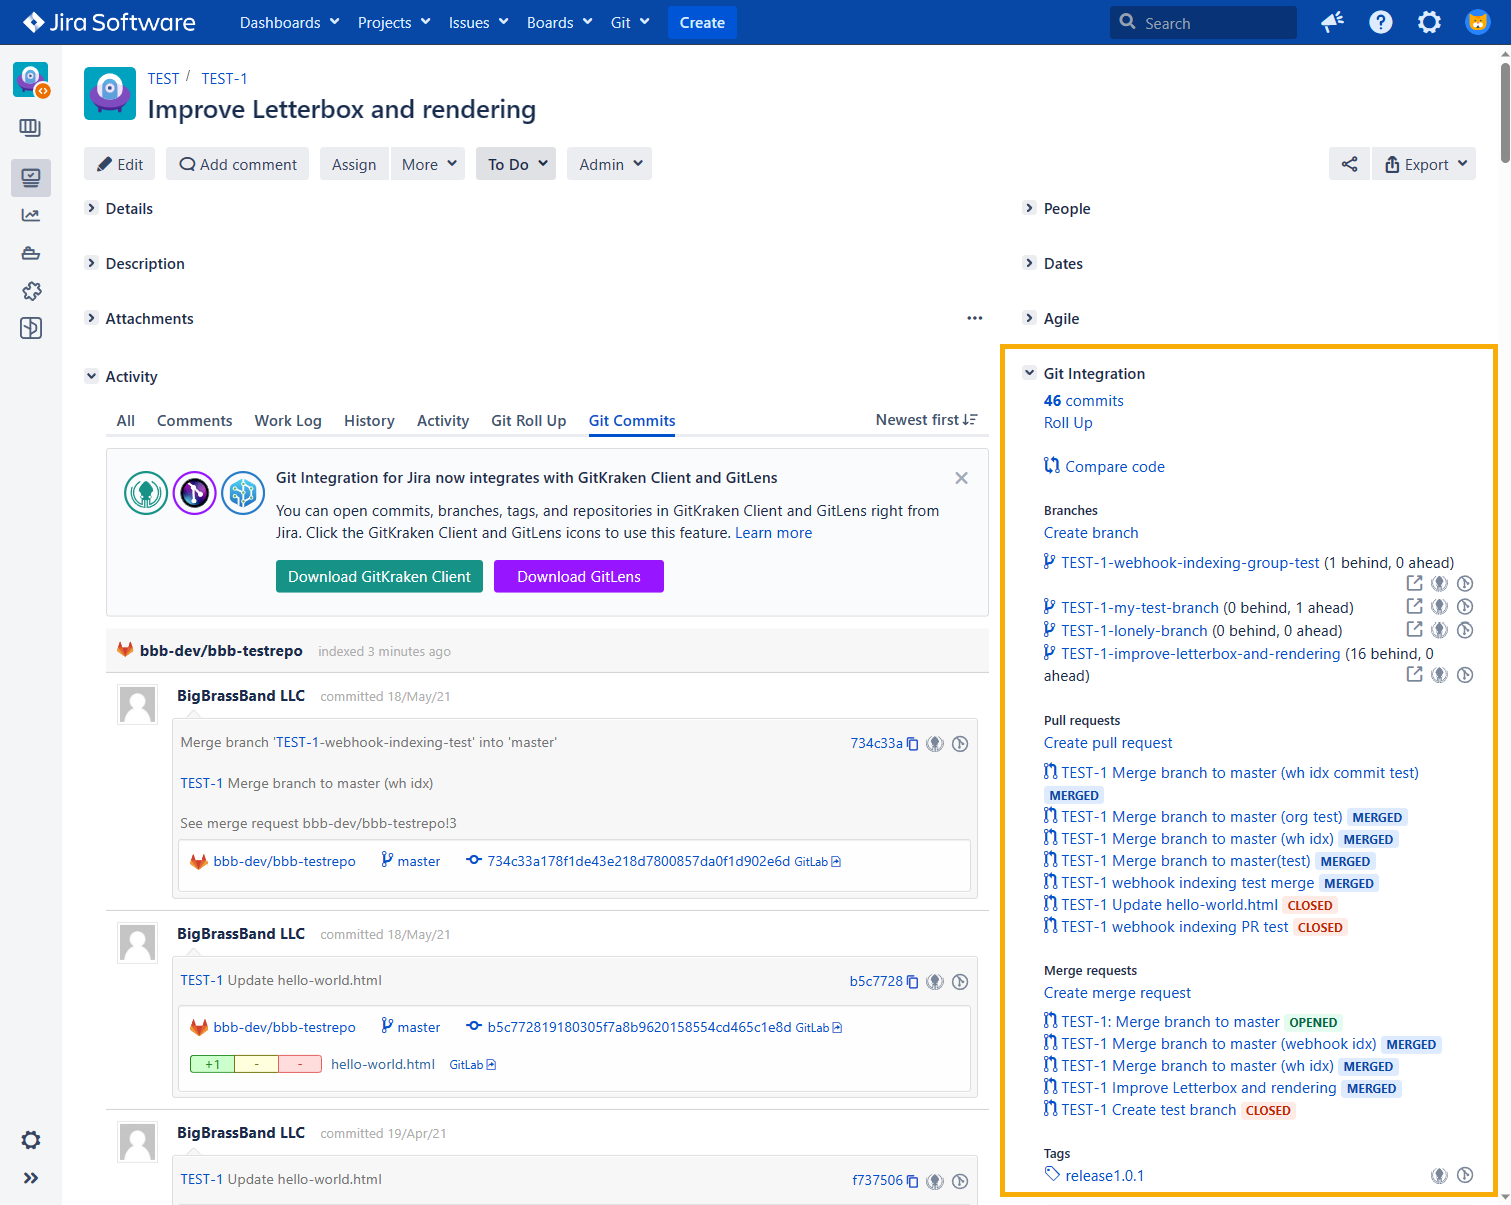 Jira Software Dashboards Projects Issues Boards Git Create Search
TEST / TEST-1
Improve Letterbox and rendering
Edit Add comment Assign More To Do Admin Export
Details
Description
Attachments
Activity
All Comments Work Log History Activity Git Roll Up Git Commits Newest first
Git Integration for Jira now integrates with GitKraken Client and GitLens
You can open commits, branches, tags, and repositories in GitKraken Client and GitLens right from
Jira. Click the GitKraken Client and GitLens icons to use this feature. Learn more
Download GitKraken Client Download GitLens
bbb-dev/bbb-testrepo indexed 3 minutes ago
BigBrassBand LLC committed 18/May/21
Merge branch 'TEST-1-webhook-indexing-test' into 'master' 734c33a
TEST-1 Merge branch to master (wh idx)
See merge request bbb-dev/bbb-testrepo!3
bbb-dev/bbb-testrepo master 734c33a178f1de43e218d7800857da0f1d902e6d GitLab
BigBrassBand LLC committed 18/May/21
TEST-1 Update hello-world.html b5c7728
bbb-dev/bbb-testrepo master b5c772819180305f7a8b9620158554cd465c1e8d GitLab
+1 - - hello-world.html GitLab
BigBrassBand LLC committed 19/Apr/21
TEST-1 Update hello-world.html f737506
People
Dates
Agile
Git Integration
46 commits
Roll Up
Compare code
Branches
Create branch
TEST-1-webhook-indexing-group-test (1 behind, 0 ahead)
TEST-1-my-test-branch (0 behind, 1 ahead)
TEST-1-lonely-branch (0 behind, 0 ahead)
TEST-1-improve-letterbox-and-rendering (16 behind, 0
ahead)
Pull requests
Create pull request
TEST-1 Merge branch to master (wh idx commit test)
MERGED
TEST-1 Merge branch to master (org test) MERGED
TEST-1 Merge branch to master (wh idx) MERGED
TEST-1 Merge branch to master(test) MERGED
TEST-1 webhook indexing test merge MERGED
TEST-1 Update hello-world.html CLOSED
TEST-1 webhook indexing PR test CLOSED
Merge requests
Create merge request
TEST-1: Merge branch to master OPENED
TEST-1 Merge branch to master (webhook idx) MERGED
TEST-1 Merge branch to master (wh idx) MERGED
TEST-1 Improve Letterbox and rendering MERGED
TEST-1 Create test branch CLOSED
Tags
release1.0.1